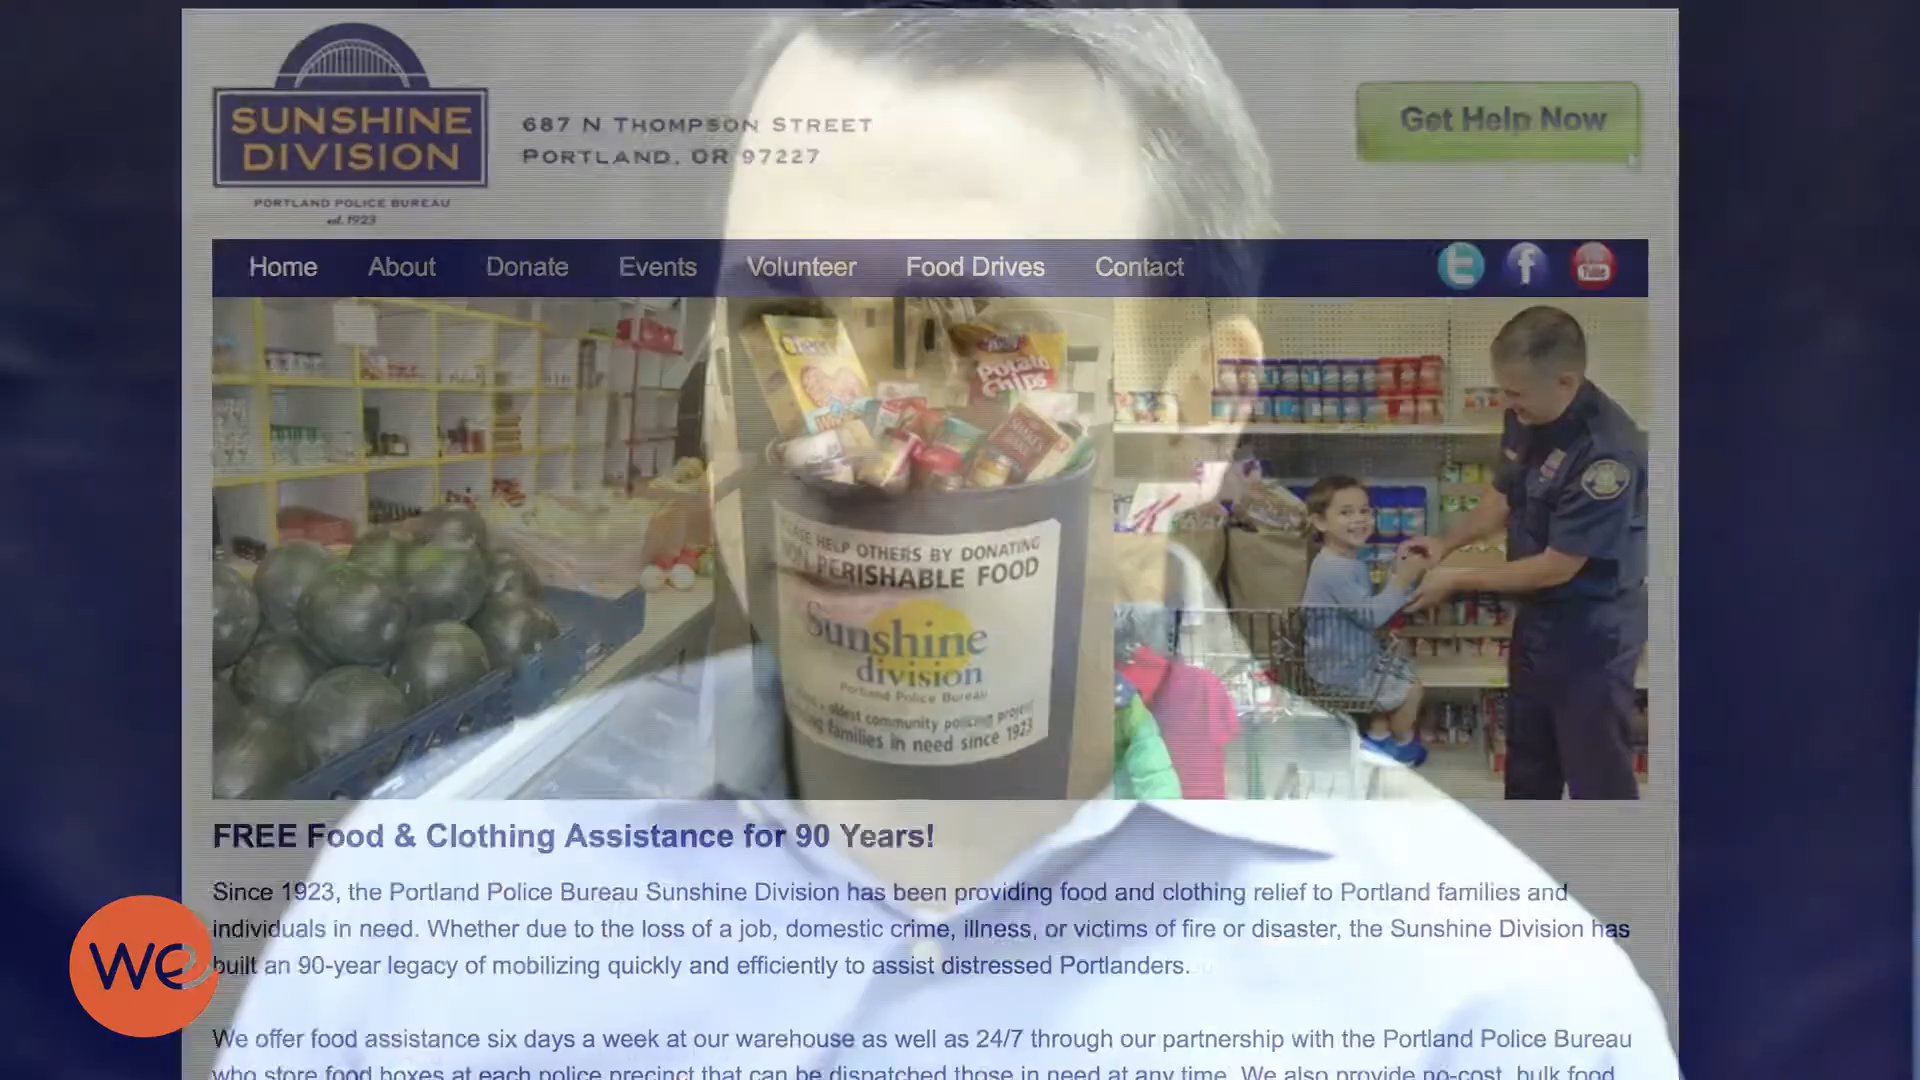 SUNSHINE
DIVISION
PORTLAND POLICE BUREAU
ed. 1923
687 N THOMPSON STREET
PORTLAND, OR 97227
Get Help Now
Home About Donate Events Volunteer Food Drives Contact
Potato
Chips
HELP OTHERS BY DONATING
PERISHABLE FOOD
Sunshine
division
Portland Police Bureau
oldest community policing project
families in need since 1923
FREE Food & Clothing Assistance for 90 Years!
Since 1923, the Portland Police Bureau Sunshine Division has been providing food and clothing relief to Portland families and
individuals in need. Whether due to the loss of a job, domestic crime, illness, or victims of fire or disaster, the Sunshine Division has
built an 90-year legacy of mobilizing quickly and efficiently to assist distressed Portlanders.
we
We offer food assistance six days a week at our warehouse as well as 24/7 through our partnership with the Portland Police Bureau
who store food boxes at each police precinct that can be dispatched those in need at any time. We also provide no-cost, bulk food